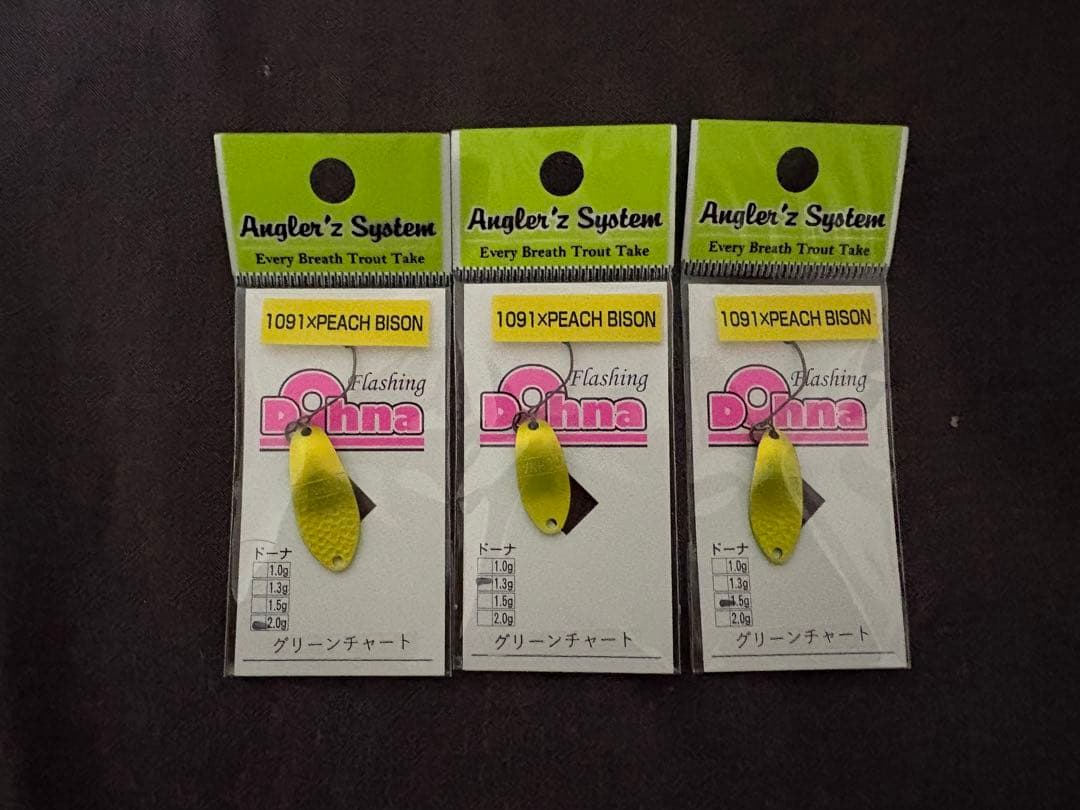 Angler'z System
Every Breath Trout Take
1091×PEACH BISON
Flashing
Dohna
ドーナ
1.0g
1.3g
1.5g
2.0g
グリーンチャート
Angler'z System
Every Breath Trout Take
1091×PEACH BISON
Flashing
Dohna
ドーナ
1.0g
1.3g
1.5g
2.0g
グリーンチャート
Angler'z System
Every Breath Trout Take
1091×PEACH BISON
Flashing
Dohna
ドーナ
1.0g
1.3g
1.5g
2.0g
グリーンチャート